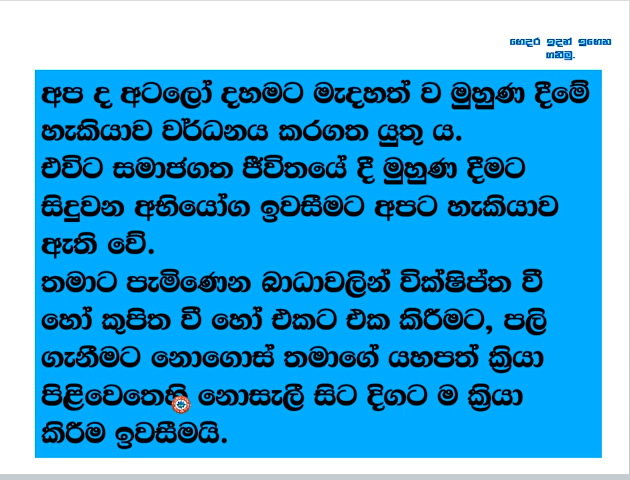 ගෙදර ඉඳන් ඉගෙන
ගනිමු.
අප ද අටලෝ දහමට මැදහත් ව මුහුණ දීමේ
හැකියාව වර්ධනය කරගත යුතු ය.
එවිට සමාජගත ජීවිතයේ දී මුහුණ දීමට
සිදුවන අභියෝග ඉවසීමට අපට හැකියාව
ඇති වේ.
තමාට පැමිණෙන බාධාවලින් වික්ෂිප්ත වී
හෝ කුපිත වී හෝ එකට එක කිරීමට, පලි
ගැනීමට නොගොස් තමාගේ යහපත් ක්‍රියා
පිළිවෙතෙහි නොසැලී සිට දිගට ම ක්‍රියා
කිරීම ඉවසීමයි.